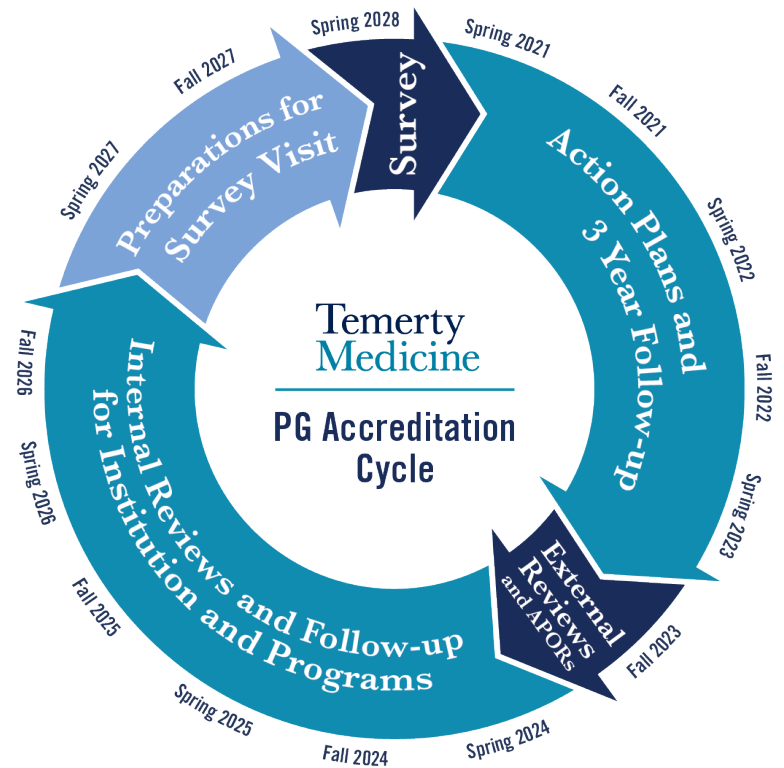 Spring 2028
Survey
Spring 2021
Fall 2021
Spring 2022
Fall 2022
Spring 2023
Action Plans and
3 Year Follow-up
Fall 2023
External
Reviews
and APORs
Spring 2024
Fall 2024
Spring 2025
Fall 2025
Spring 2026
Fall 2026
Internal Reviews and Follow-up
for Institution and Programs
Spring 2027
Fall 2027
Preparations for
Survey Visit
Temerty
Medicine
PG Accreditation
Cycle